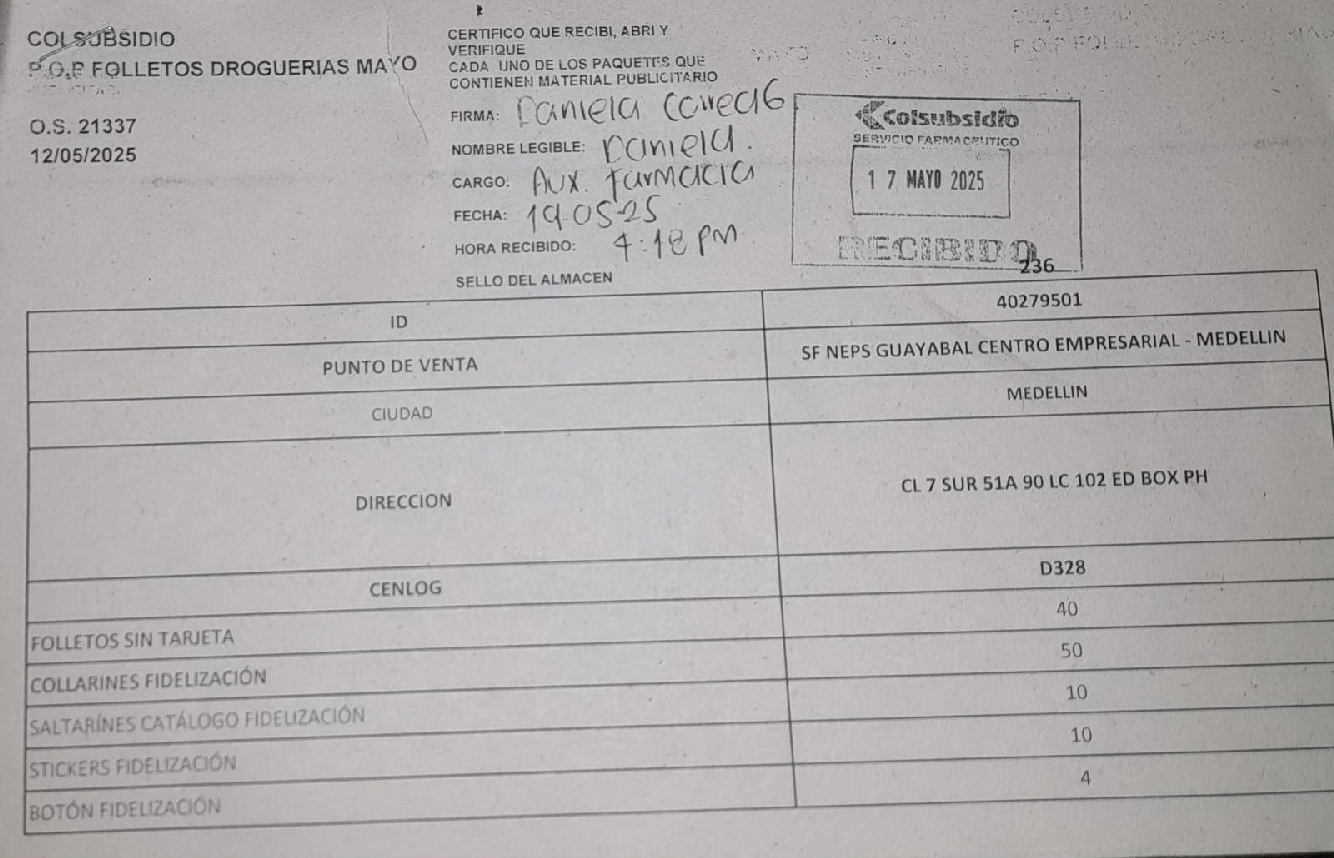 COLSUBSIDIO
P.O.P FOLLETOS DROGUERIAS MAYO
O.S. 21337
12/05/2025
CERTIFICO QUE RECIBI, ABRI Y
VERIFIQUE
CADA UNO DE LOS PAQUETES QUE
CONTIENEN MATERIAL PUBLICITARIO
FIRMA: Daniela
NOMBRE LEGIBLE: Daniela.
CARGO: Aux. farmacia
FECHA: 19-05-25
HORA RECIBIDO: 4:18 PM
SELLO DEL ALMACEN
Colsubsidio
SERVICIO FARMACEUTICO
17 MAYO 2025
RECIBIDO
236
ID 40279501
PUNTO DE VENTA SF NEPS GUAYABAL CENTRO EMPRESARIAL - MEDELLIN
CIUDAD MEDELLIN
DIRECCION CL 7 SUR 51A 90 LC 102 ED BOX PH
CENLOG D328
FOLLETOS SIN TARJETA 40
COLLARINES FIDELIZACIÓN 50
SALTARÍNES CATÁLOGO FIDELIZACIÓN 10
STICKERS FIDELIZACIÓN 10
BOTÓN FIDELIZACIÓN 4